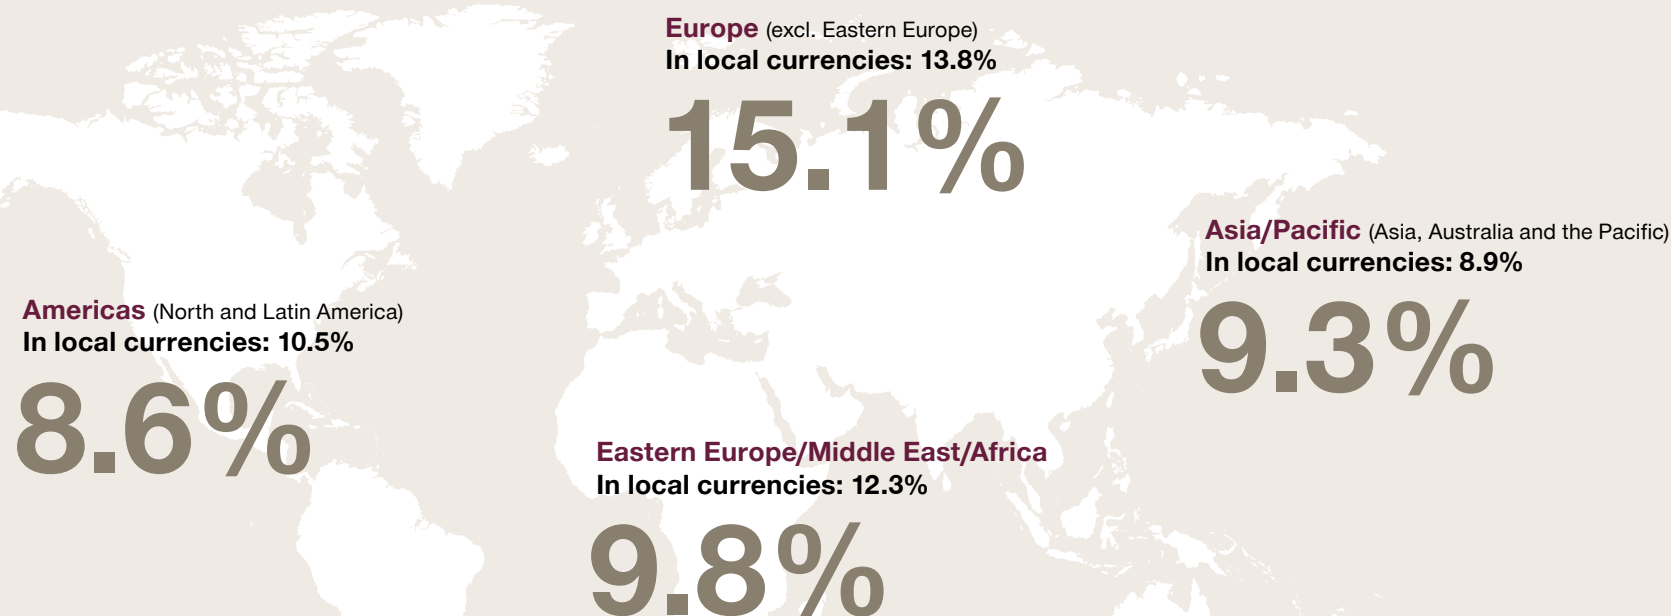 Europe (excl. Eastern Europe)
In local currencies: 13.8%
15.1%
Asia/Pacific (Asia, Australia and the Pacific)
In local currencies: 8.9%
9.3%
Americas (North and Latin America)
In local currencies: 10.5%
8.6%
Eastern Europe/Middle East/Africa
In local currencies: 12.3%
9.8%